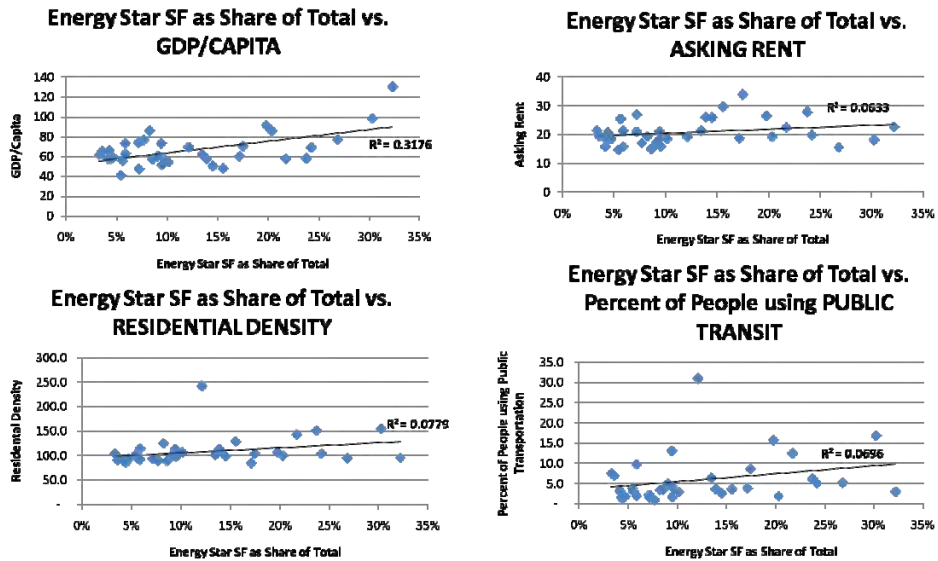 Energy Star SF as Share of Total vs.
GDP/CAPITA
140
120
100
80
60
40
20
0
GDP/Capita
R² = 0.3176
0% 5% 10% 15% 20% 25% 30% 35%
Energy Star SF as Share of Total
Energy Star SF as Share of Total vs.
ASKING RENT
40
30
20
10
0
Asking Rent
R² = 0.0633
0% 5% 10% 15% 20% 25% 30% 35%
Energy Star SF as Share of Total
Energy Star SF as Share of Total vs.
RESIDENTIAL DENSITY
300.0
250.0
200.0
150.0
100.0
50.0
-
Residental Density
R² = 0.0779
0% 5% 10% 15% 20% 25% 30% 35%
Energy Star SF as Share of Total
Energy Star SF as Share of Total vs.
Percent of People using PUBLIC
TRANSIT
35.0
30.0
25.0
20.0
15.0
10.0
5.0
-
Percent of People using Public
Transportation
R² = 0.0696
0% 5% 10% 15% 20% 25% 30% 35%
Energy Star SF as Share of Total